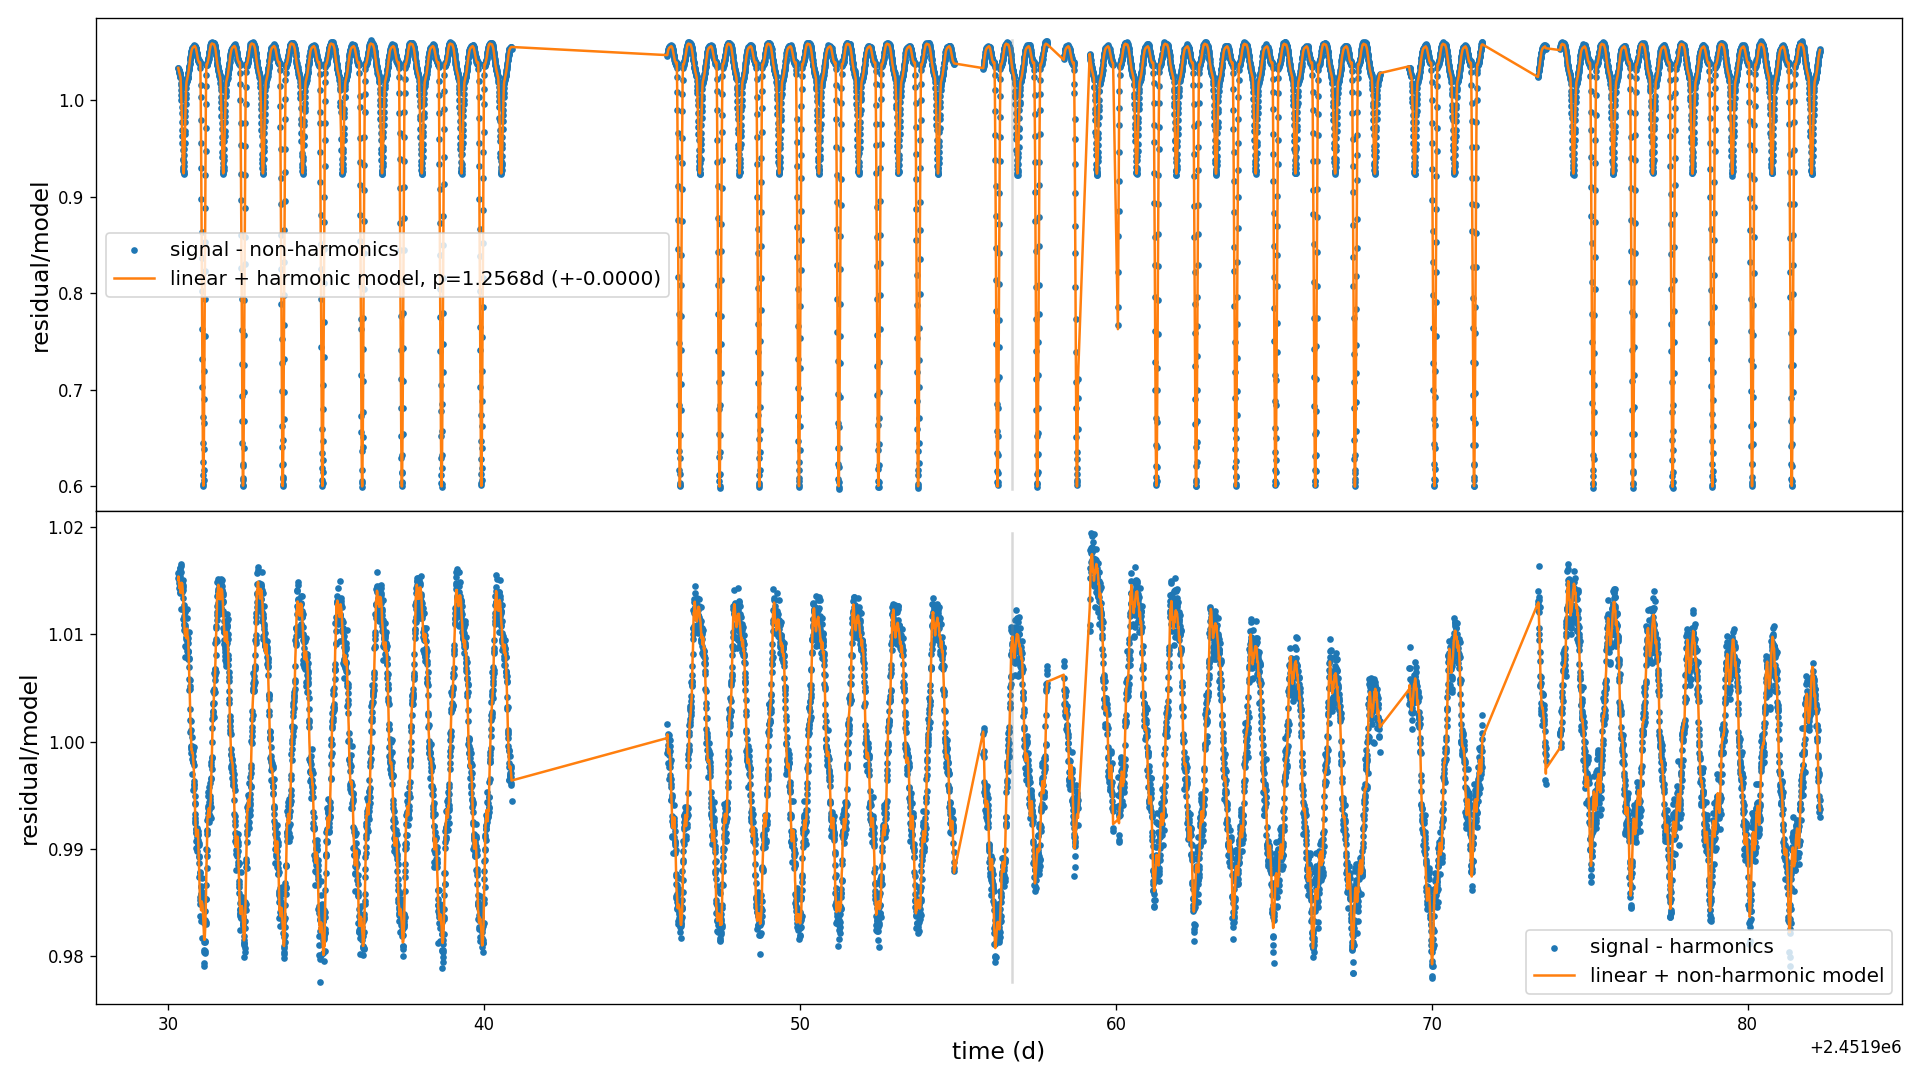 residual/model
1.0
0.9
0.8
0.7
0.6
signal - non-harmonics
linear + harmonic model, p=1.2568d (+-0.0000)
residual/model
1.02
1.01
1.00
0.99
0.98
signal - harmonics
linear + non-harmonic model
30
40
50
60
70
80
time (d)
+2.4519e6